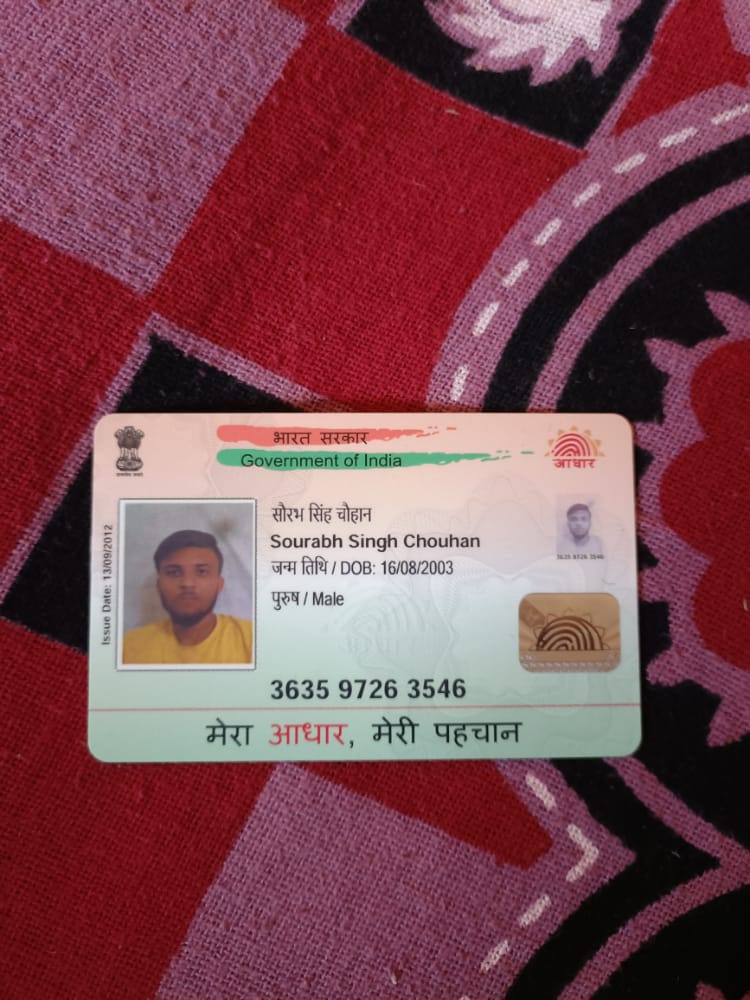 भारत सरकार
Government of India
आधार
Issue Date: 13/09/2012
सौरभ सिंह चौहान
Sourabh Singh Chouhan
जन्म तिथि / DOB: 16/08/2003
पुरुष / Male
3635 9726 3546
3635 9726 3546
मेरा आधार, मेरी पहचान